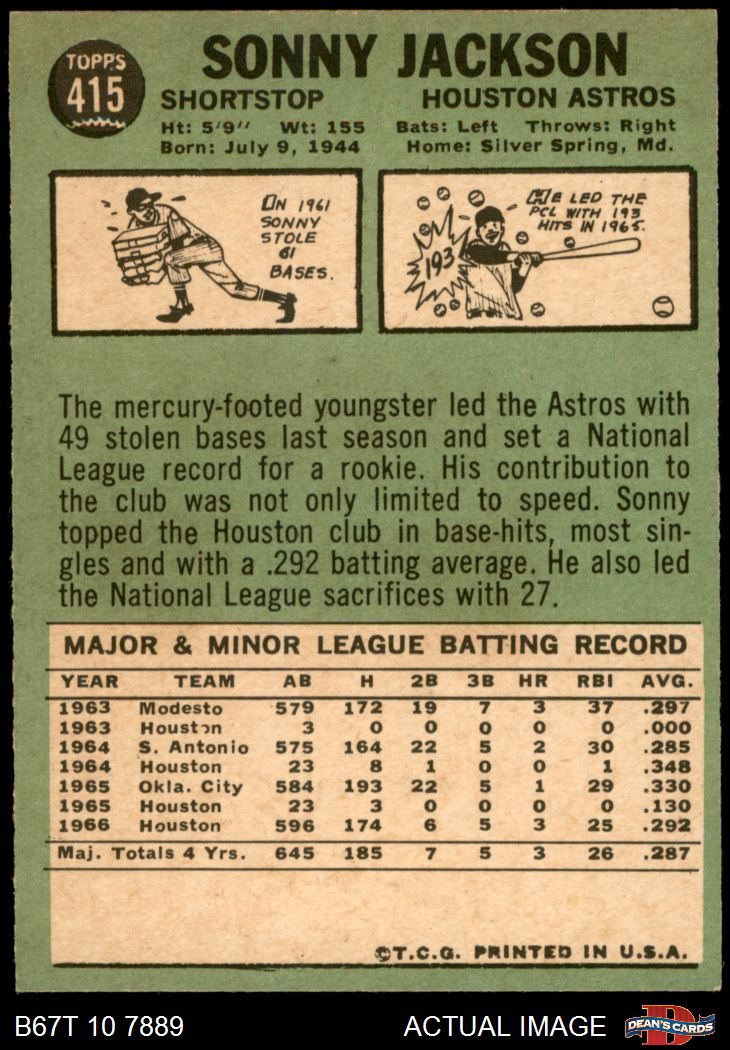 TOPPS
415
SONNY JACKSON
SHORTSTOP HOUSTON ASTROS
Ht: 5'9" Wt: 155 Bats: Left Throws: Right
Born: July 9, 1944 Home: Silver Spring, Md.
IN 1961
SONNY
STOLE
61
BASES.
HE LED THE
PCL WITH 193
HITS IN 1965.
193
The mercury-footed youngster led the Astros with
49 stolen bases last season and set a National
League record for a rookie. His contribution to
the club was not only limited to speed. Sonny
topped the Houston club in base-hits, most sin-
gles and with a .292 batting average. He also led
the National League sacrifices with 27.
MAJOR & MINOR LEAGUE BATTING RECORD
YEAR TEAM AB H 2B 3B HR RBI AVG.
1963 Modesto 579 172 19 7 3 37 .297
1963 Houston 3 0 0 0 0 0 .000
1964 S. Antonio 575 164 22 5 2 30 .285
1964 Houston 23 8 1 0 0 1 .348
1965 Okla. City 584 193 22 5 1 29 .330
1965 Houston 23 3 0 0 0 0 .130
1966 Houston 596 174 6 5 3 25 .292
Maj. Totals 4 Yrs. 645 185 7 5 3 26 .287
©T.C.G. PRINTED IN U.S.A.
B67T 10 7889 ACTUAL IMAGE
D
DEAN'S CARDS